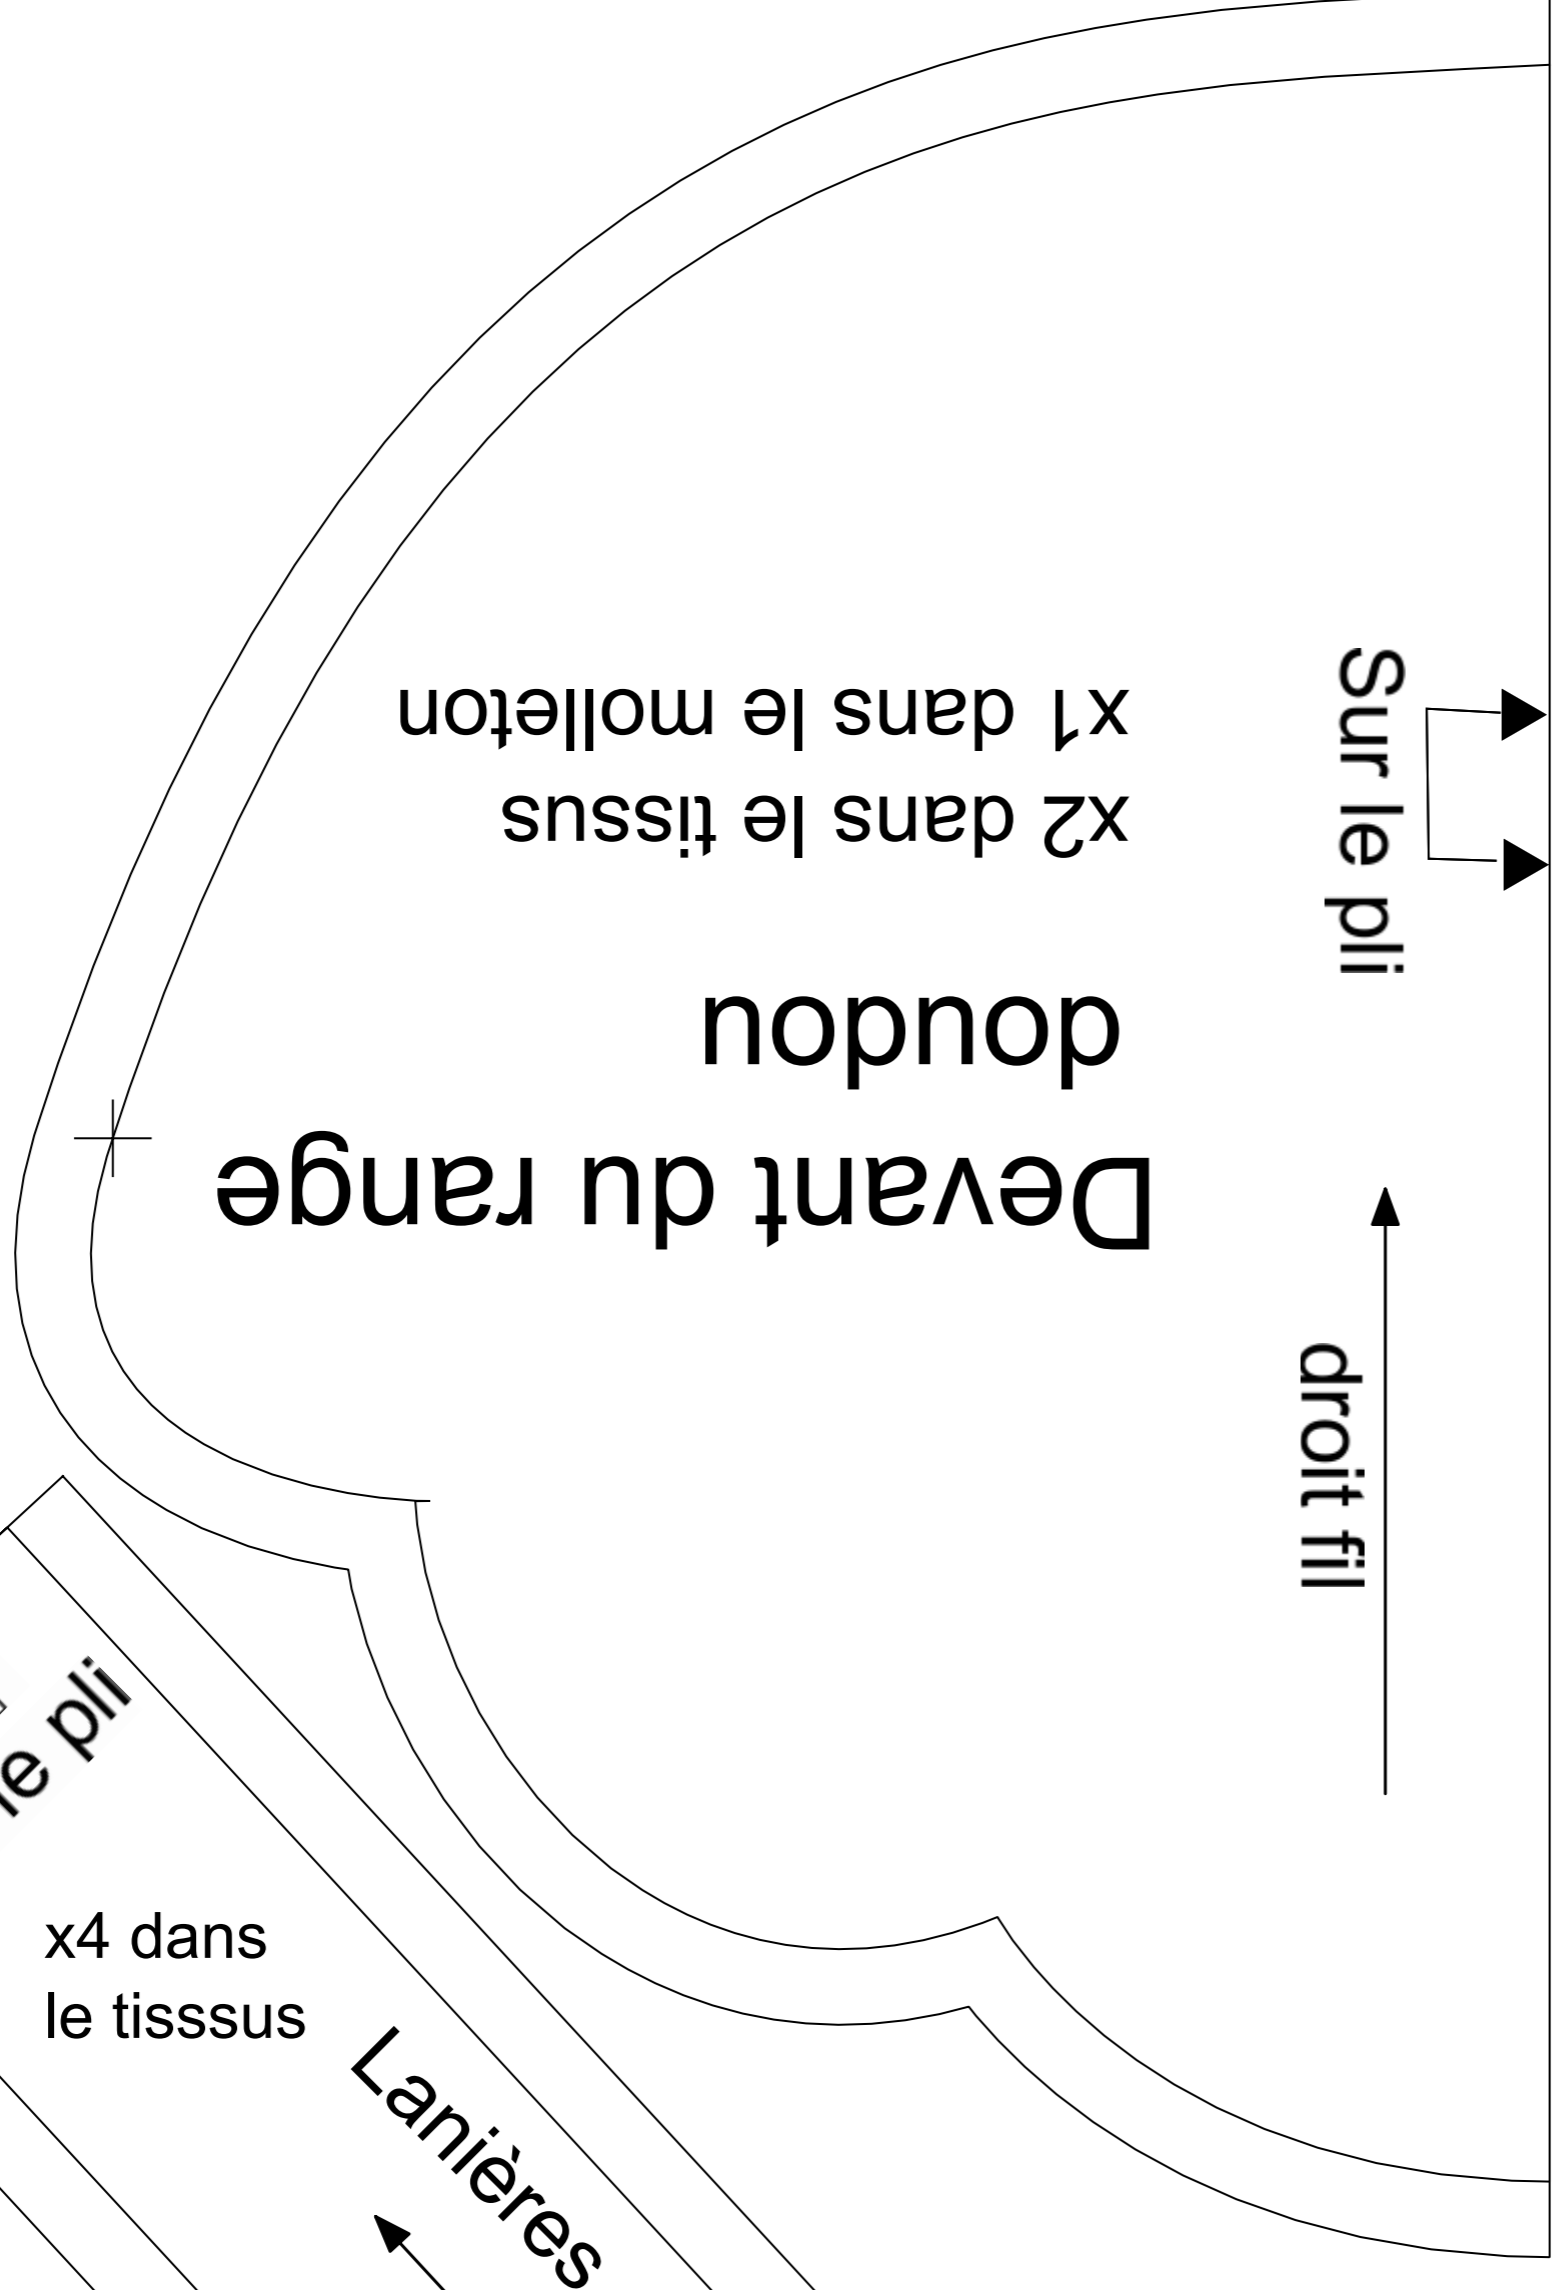 Devant du range
doudou
x2 dans le tissus
x1 dans le molleton
Sur le pli
droit fil
le pli
x4 dans
le tisssus
Lanières